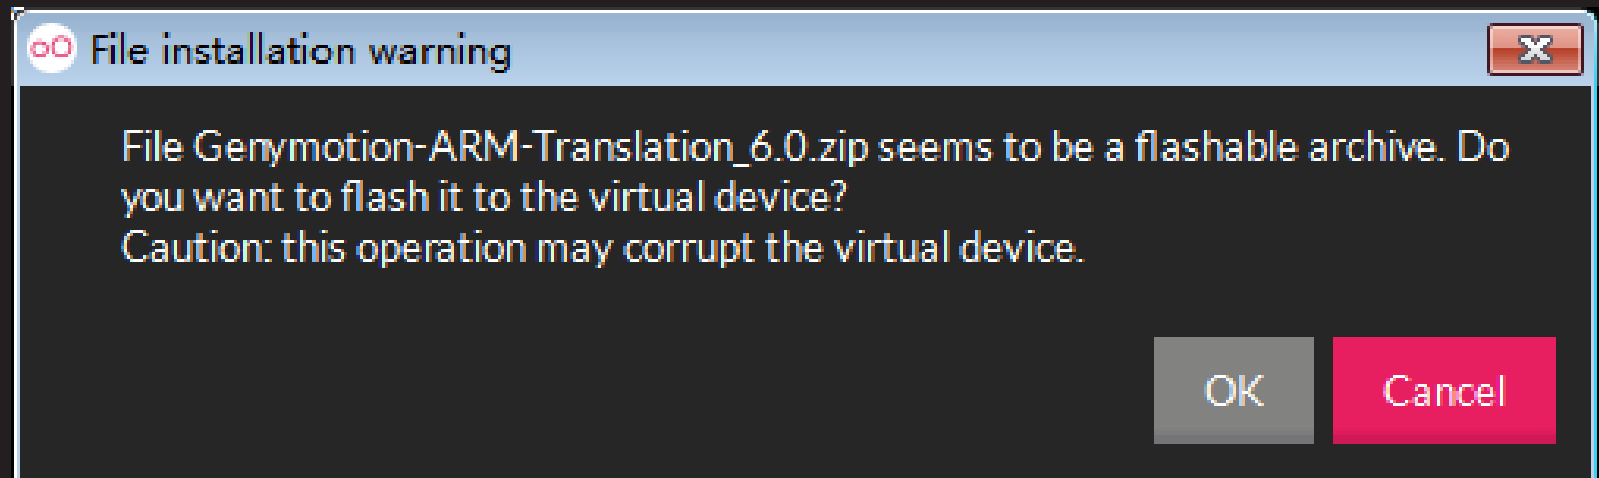 File installation warning
File Genymotion-ARM-Translation_6.0.zip seems to be a flashable archive. Do
you want to flash it to the virtual device?
Caution: this operation may corrupt the virtual device.
OK
Cancel